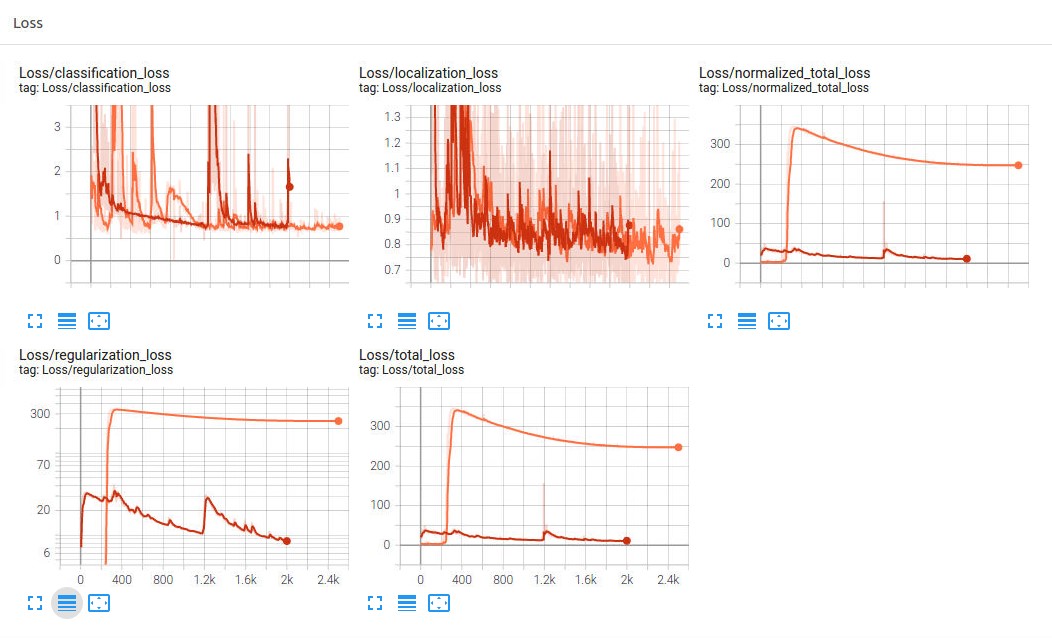 Loss
Loss/classification_loss
tag: Loss/classification_loss
3
2
1
0
Loss/localization_loss
tag: Loss/localization_loss
1.3
1.2
1.1
1
0.9
0.8
0.7
Loss/normalized_total_loss
tag: Loss/normalized_total_loss
300
200
100
0
Loss/regularization_loss
tag: Loss/regularization_loss
300
70
20
6
0 400 800 1.2k 1.6k 2k 2.4k
Loss/total_loss
tag: Loss/total_loss
300
200
100
0
0 400 800 1.2k 1.6k 2k 2.4k